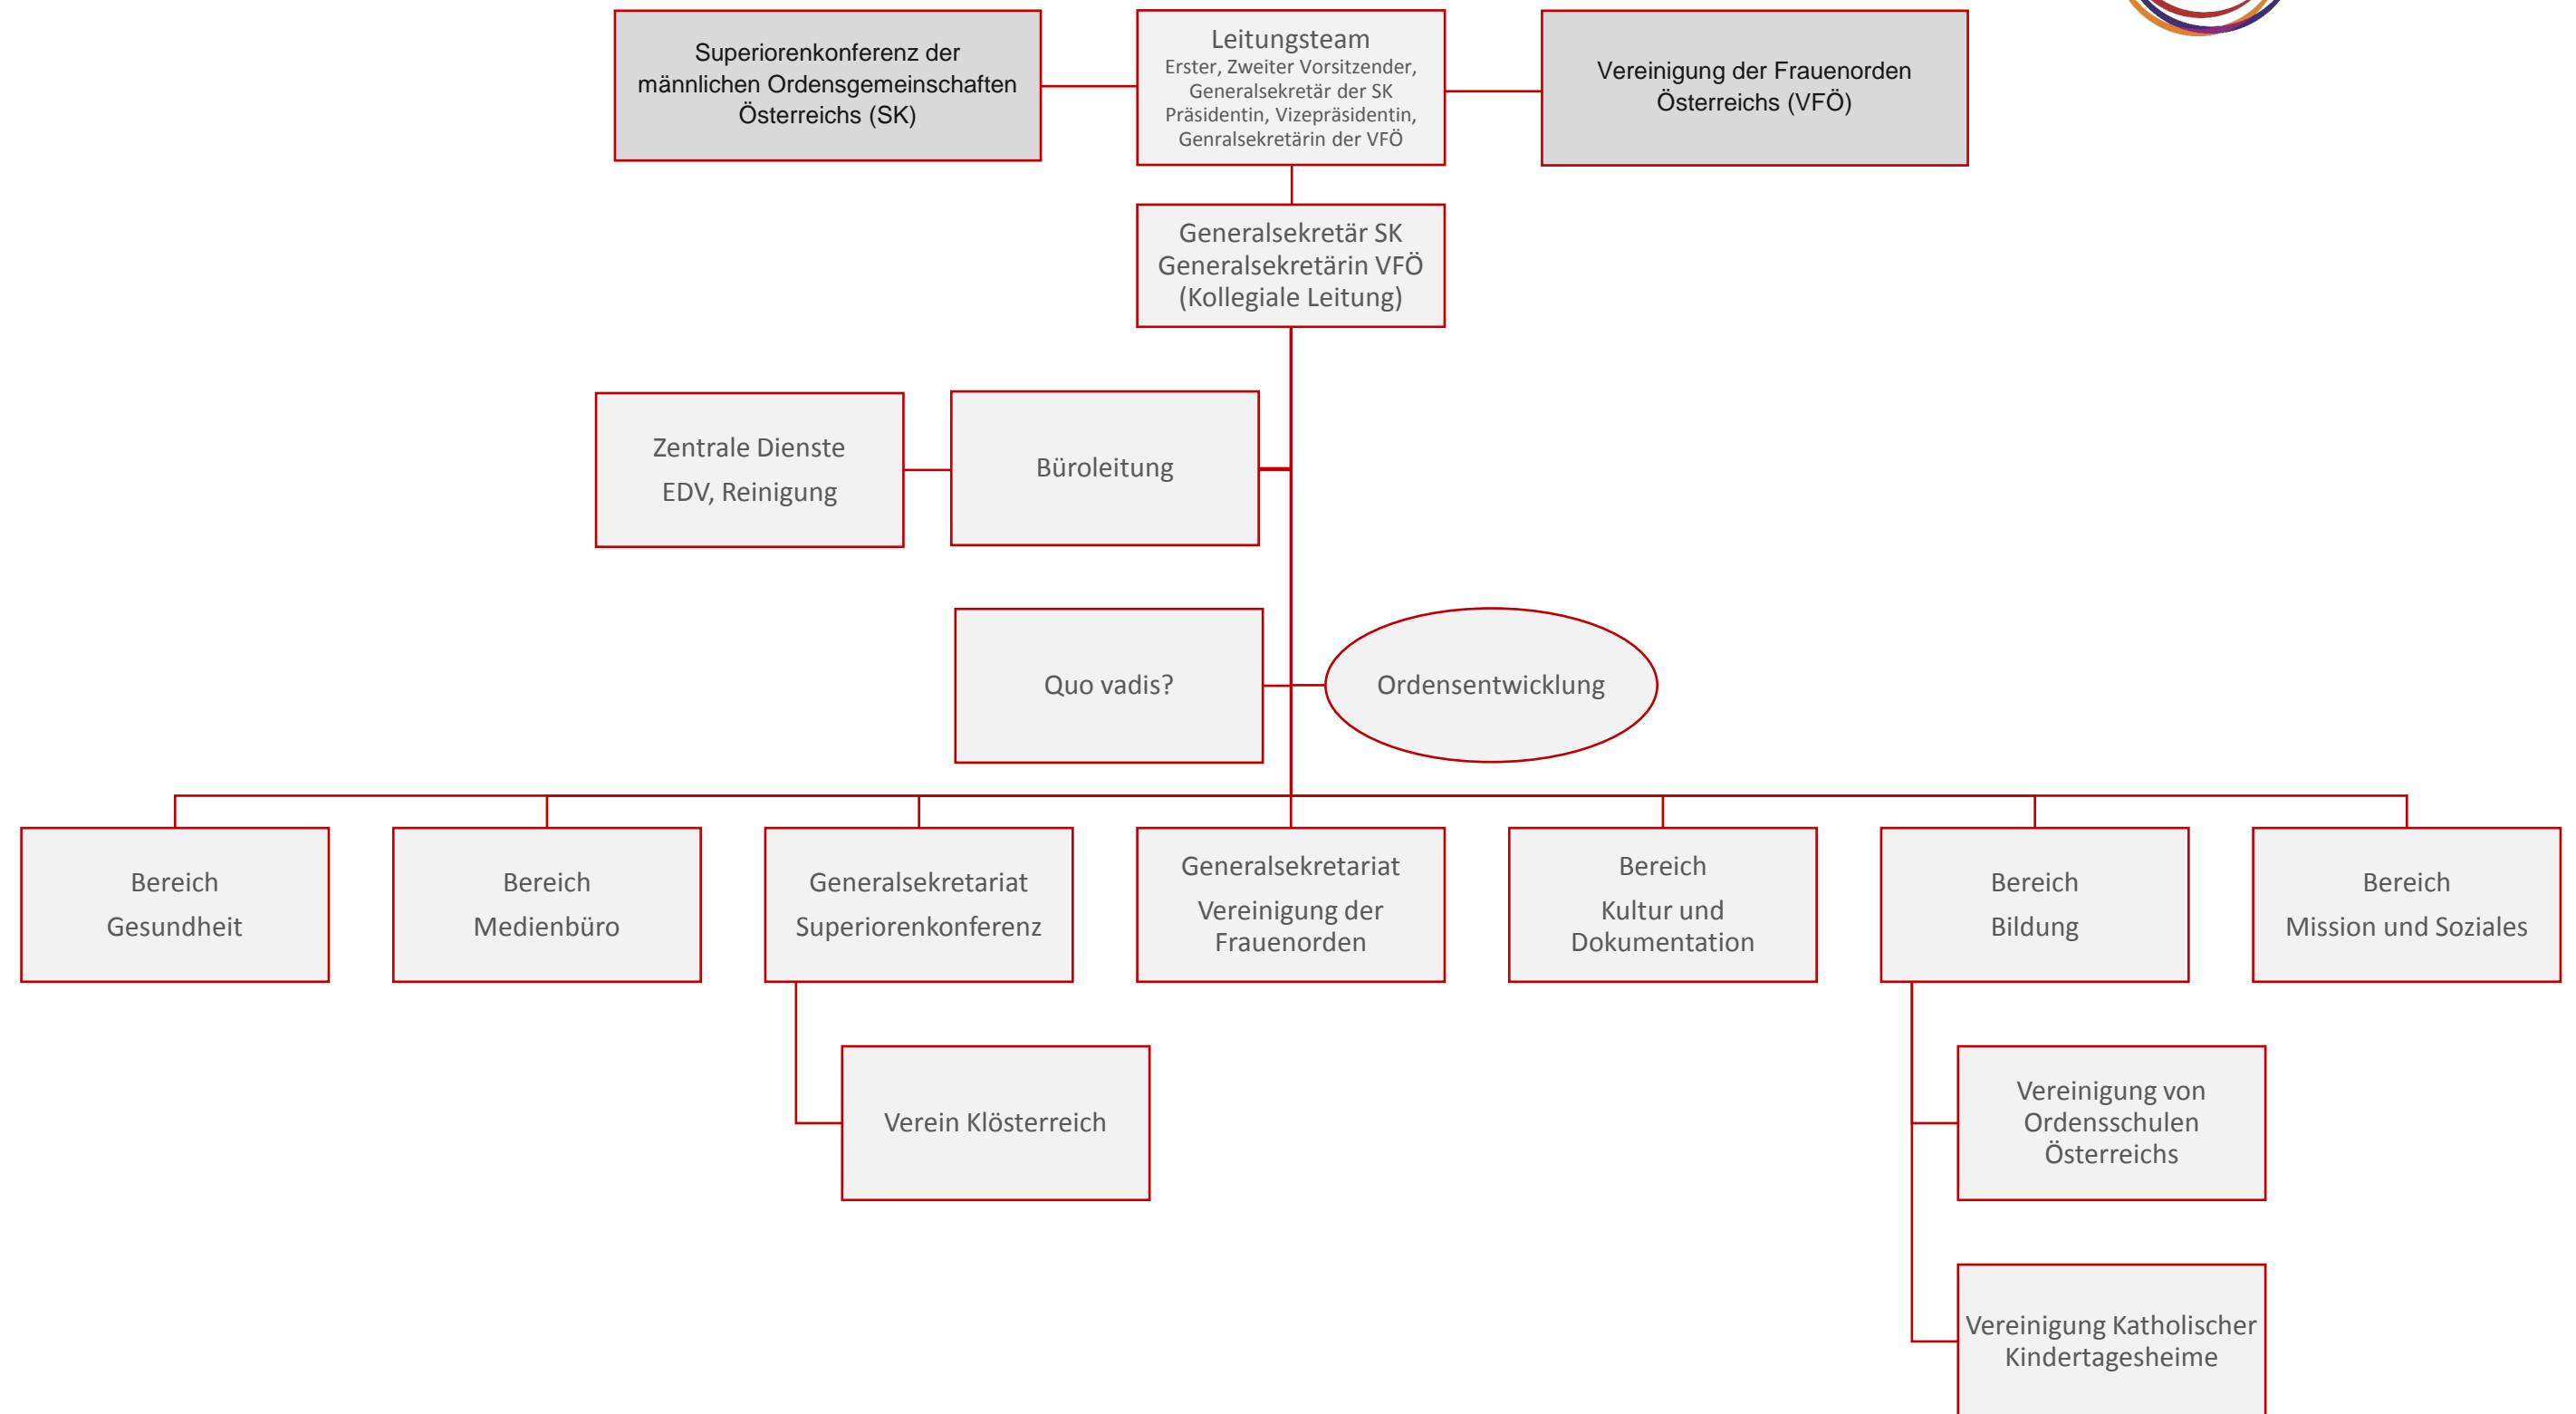 Superiorenkonferenz der
männlichen Ordensgemeinschaften
Österreichs (SK)
Leitungsteam
Erster, Zweiter Vorsitzender,
Generalsekretär der SK
Präsidentin, Vizepräsidentin,
Genralsekretärin der VFÖ
Vereinigung der Frauenorden
Österreichs (VFÖ)
Generalsekretär SK
Generalsekretärin VFÖ
(Kollegiale Leitung)
Zentrale Dienste
EDV, Reinigung
Büroleitung
Quo vadis?
Ordensentwicklung
Bereich
Gesundheit
Bereich
Medienbüro
Generalsekretariat
Superiorenkonferenz
Generalsekretariat
Vereinigung der
Frauenorden
Bereich
Kultur und
Dokumentation
Bereich
Bildung
Bereich
Mission und Soziales
Verein Klösterreich
Vereinigung von
Ordensschulen
Österreichs
Vereinigung Katholischer
Kindertagesheime